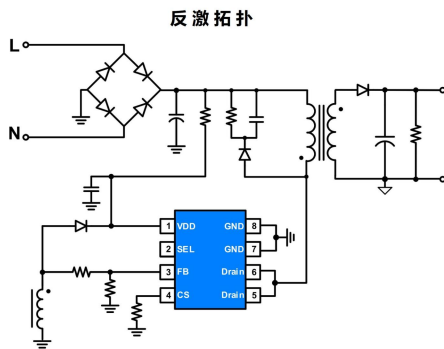 反激拓扑
L
N
1 VDD GND 8
2 SEL GND 7
3 FB Drain 6
4 CS Drain 5